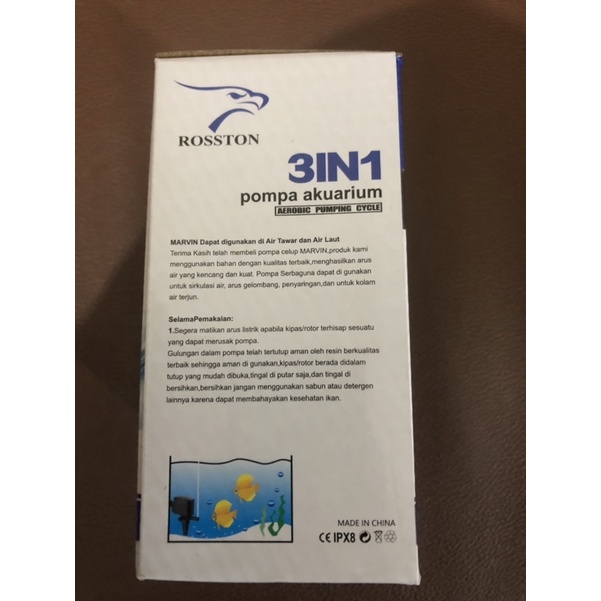 ROSSTON
3IN1
pompa akuarium
AEROBIC PUMPING CYCLE
MARVIN Dapat digunakan di Air Tawar dan Air Laut
Terima Kasih telah membeli pompa celup MARVIN,produk kami
menggunakan bahan dengan kualitas terbaik,menghasilkan arus
air yang kencang dan kuat. Pompa Serbaguna dapat di gunakan
untuk sirkulasi air, arus gelombang, penyaringan,dan untuk kolam
air terjun.
SelamaPemakaian:
1.Segera matikan arus listrik apabila kipas/rotor terhisap sesuatu
yang dapat merusak pompa.
Gulungan dalam pompa telah tertutup aman oleh resin berkualitas
terbaik sehingga aman di gunakan,kipas/rotor berada didalam
tutup yang mudah dibuka,tingal di putar saja,dan tingal di
bersihkan,bersihkan jangan menggunakan sabun atau detergen
lainnya karena dapat membahayakan kesehatan ikan.
MADE IN CHINA
CE IPX8